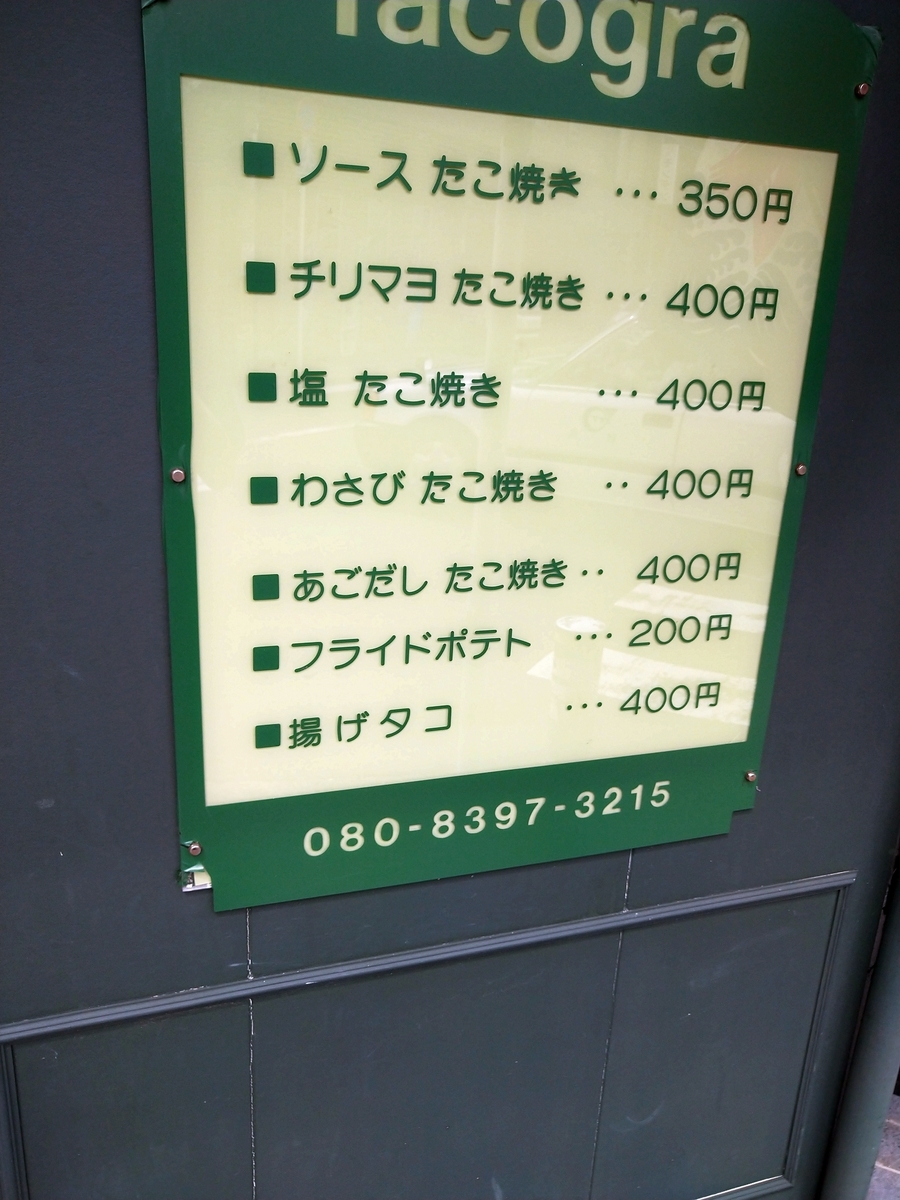 Tacogra
■ソース たこ焼き ・・・350円
■チリマヨ たこ焼き ・・・400円
■塩 たこ焼き ・・・400円
■わさび たこ焼き ・・400円
■あごだし たこ焼き・・ 400円
■フライドポテト ・・・200円
■揚げタコ ・・・400円
080-8397-3215